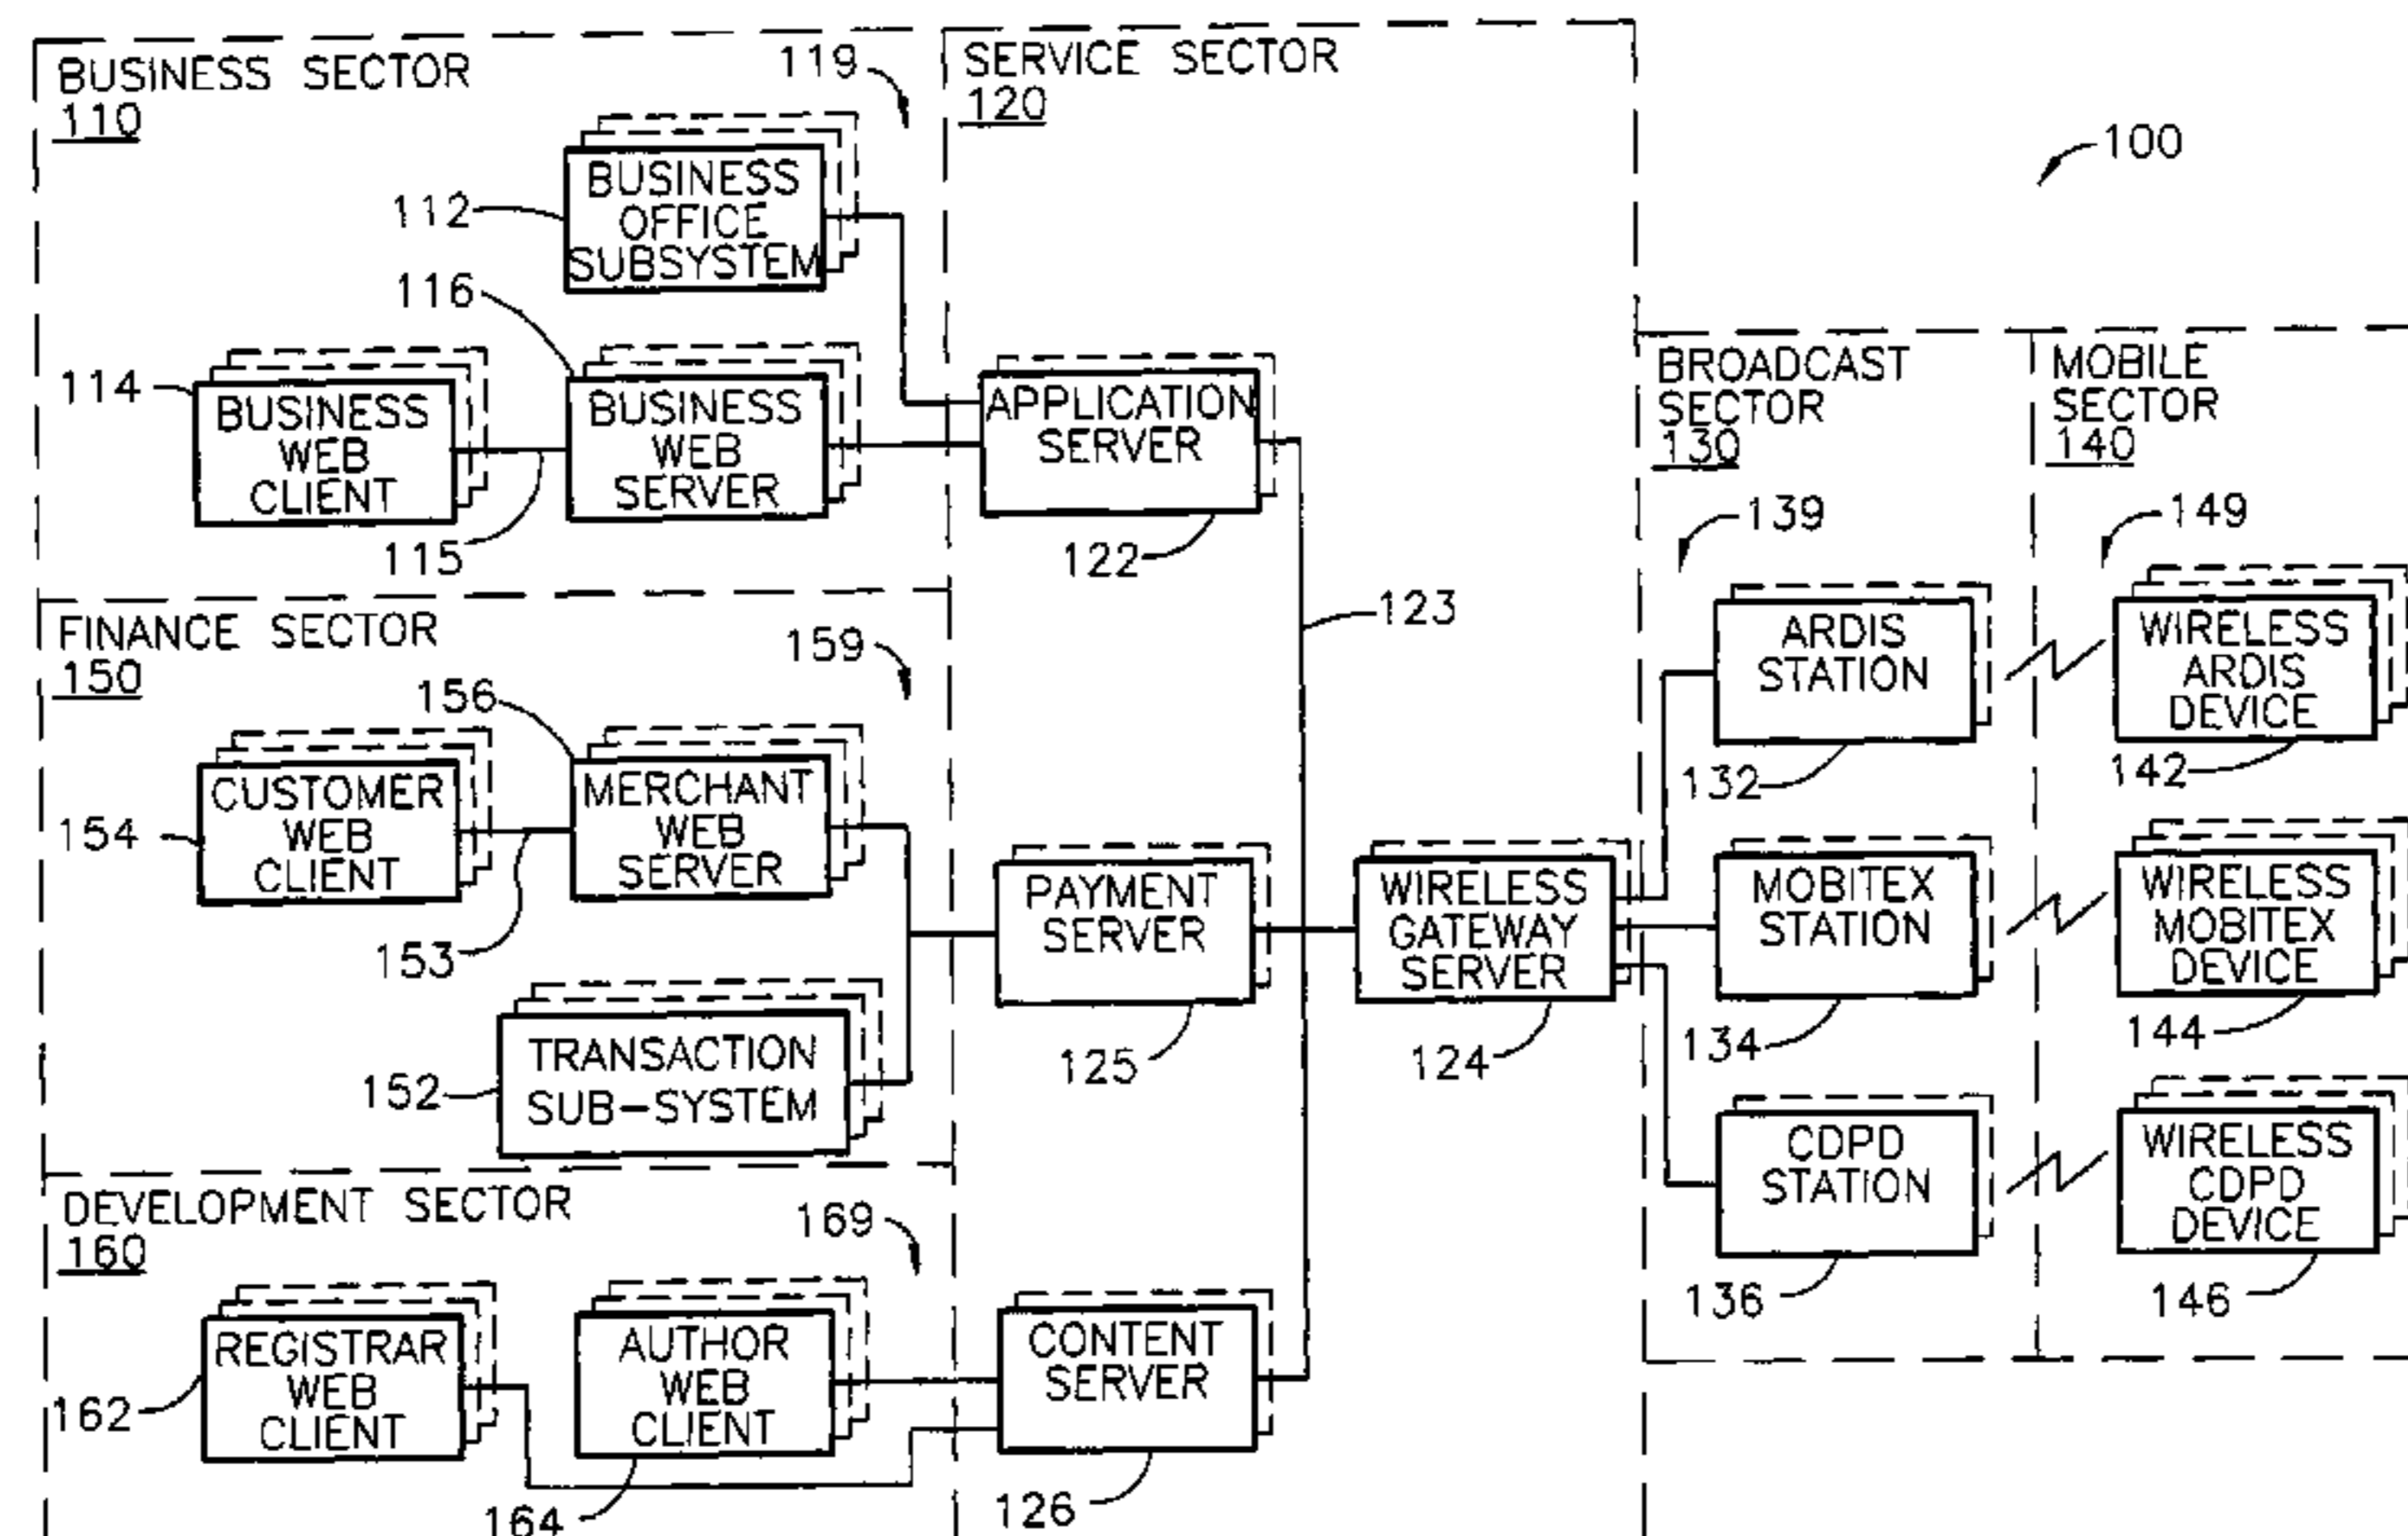 BUSINESS SECTOR
110
119
BUSINESS
OFFICE
SUBSYSTEM
112
116
114
BUSINESS
WEB
CLIENT
115
BUSINESS
WEB
SERVER
SERVICE SECTOR
120
APPLICATION
SERVER
122
123
100
FINANCE SECTOR
150
159
156
154
CUSTOMER
WEB
CLIENT
153
MERCHANT
WEB
SERVER
152
TRANSACTION
SUB-SYSTEM
PAYMENT
SERVER
125
WIRELESS
GATEWAY
SERVER
124
DEVELOPMENT SECTOR
160
169
REGISTRAR
WEB
CLIENT
162
AUTHOR
WEB
CLIENT
164
CONTENT
SERVER
126
BROADCAST
SECTOR
130
139
ARDIS
STATION
132
MOBITEX
STATION
134
CDPD
STATION
136
MOBILE
SECTOR
140
149
WIRELESS
ARDIS
DEVICE
142
WIRELESS
MOBITEX
DEVICE
144
WIRELESS
CDPD
DEVICE
146